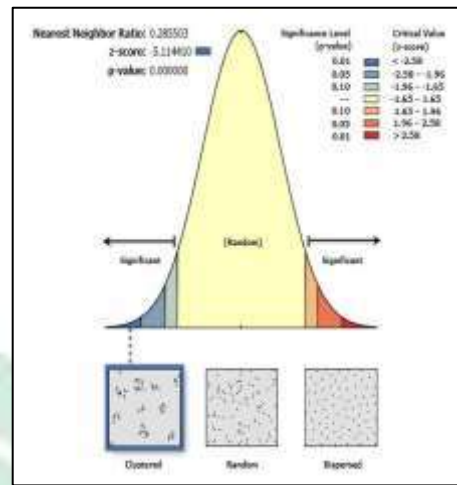 Nearest Neighbor Ratio: 0.285503
z-score: -5.114410
p-value: 0.000000
Significance Level
(p-value)
Critical Value
(z-score)
0.01 < -2.58
0.05 -2.58 - -1.96
0.10 -1.96 - -1.65
--- -1.65 - 1.65
0.10 1.65 - 1.96
0.05 1.96 - 2.58
0.01 > 2.58
Significant
(Random)
Significant
Clustered
Random
Dispersed